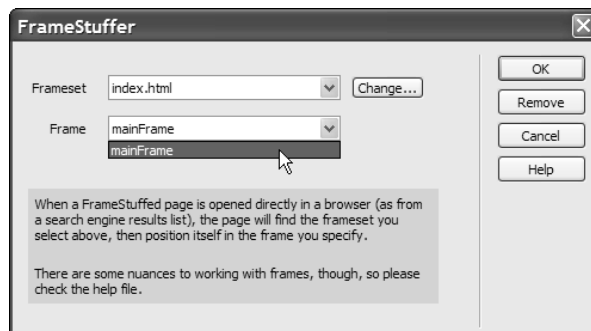 FrameStuffer
Frameset index.html Change... OK
Remove
Frame mainFrame Cancel
mainFrame
Help
When a FrameStuffed page is opened directly in a browser (as from
a search engine results list), the page will find the frameset you
select above, then position itself in the frame you specify.
There are some nuances to working with frames, though, so please
check the help file.